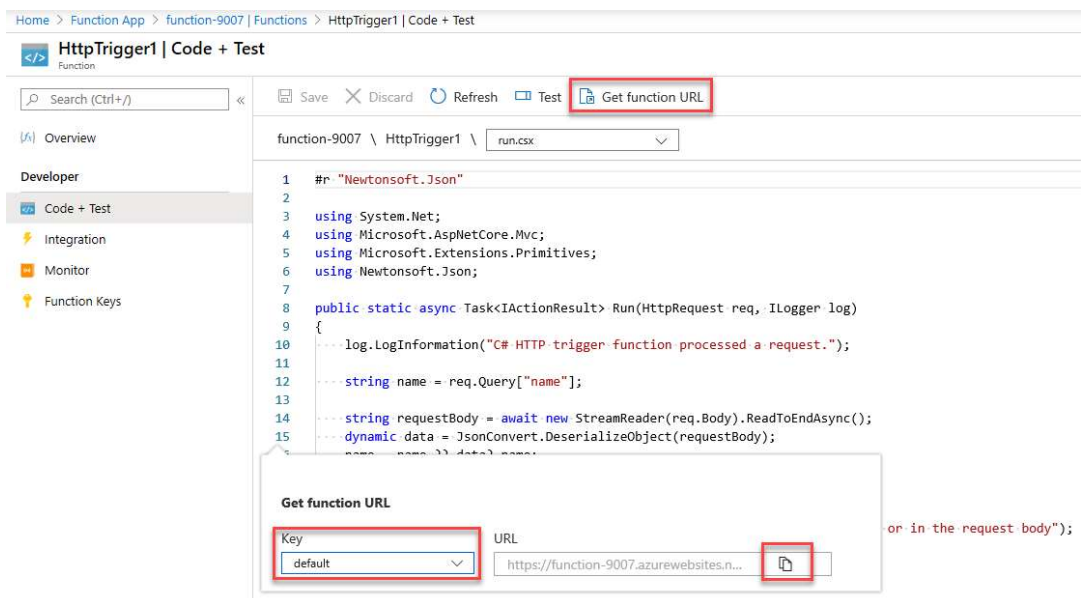 Home > Function App > function-9007 | Functions > HttpTrigger1 | Code + Test
HttpTrigger1 | Code + Test
Function
Search (Ctrl+/)
«
Save Discard Refresh Test Get function URL
Overview
function-9007 \ HttpTrigger1 \ run.csx
Developer
Code + Test
Integration
Monitor
Function Keys
1 #r "Newtonsoft.Json"
2
3 using System.Net;
4 using Microsoft.AspNetCore.Mvc;
5 using Microsoft.Extensions.Primitives;
6 using Newtonsoft.Json;
7
8 public static async Task<IActionResult> Run(HttpRequest req, ILogger log)
9 {
10 log.LogInformation("C# HTTP trigger function processed a request.");
11
12 string name = req.Query["name"];
13
14 string requestBody = await new StreamReader(req.Body).ReadToEndAsync();
15 dynamic data = JsonConvert.DeserializeObject(requestBody);
name = name ?? data?.name;
or in the request body");
Get function URL
Key URL
default https://function-9007.azurewebsites.n...